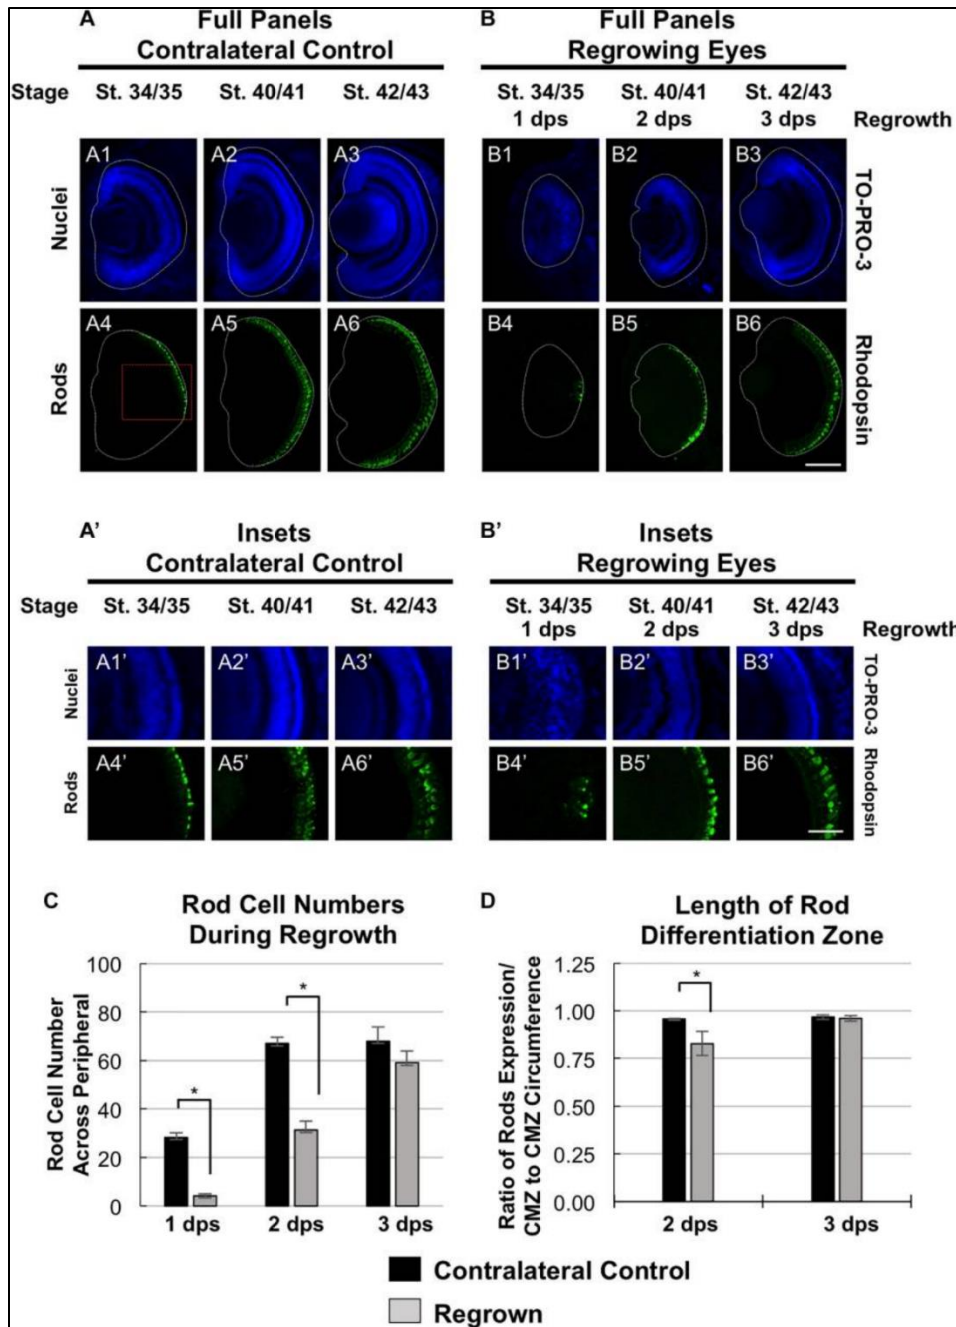 A Full Panels
Contralateral Control
Stage St. 34/35 St. 40/41 St. 42/43
Nuclei
A1 A2 A3
Rods
A4 A5 A6
B Full Panels
Regrowing Eyes
St. 34/35 St. 40/41 St. 42/43
1 dps 2 dps 3 dps Regrowth
B1 B2 B3
TO-PRO-3
B4 B5 B6
Rhodopsin
A’ Insets
Contralateral Control
Stage St. 34/35 St. 40/41 St. 42/43
Nuclei
A1’ A2’ A3’
Rods
A4’ A5’ A6’
B’ Insets
Regrowing Eyes
St. 34/35 St. 40/41 St. 42/43
1 dps 2 dps 3 dps Regrowth
B1’ B2’ B3’
TO-PRO-3
B4’ B5’ B6’
Rhodopsin
C Rod Cell Numbers
During Regrowth
Rod Cell Number
Across Peripheral
100
80
60
40
20
0
*
*
1 dps 2 dps 3 dps
D Length of Rod
Differentiation Zone
Ratio of Rods Expression/
CMZ to CMZ Circumference
1.25
1.00
0.75
0.50
0.25
0.00
*
2 dps 3 dps
Contralateral Control
Regrown